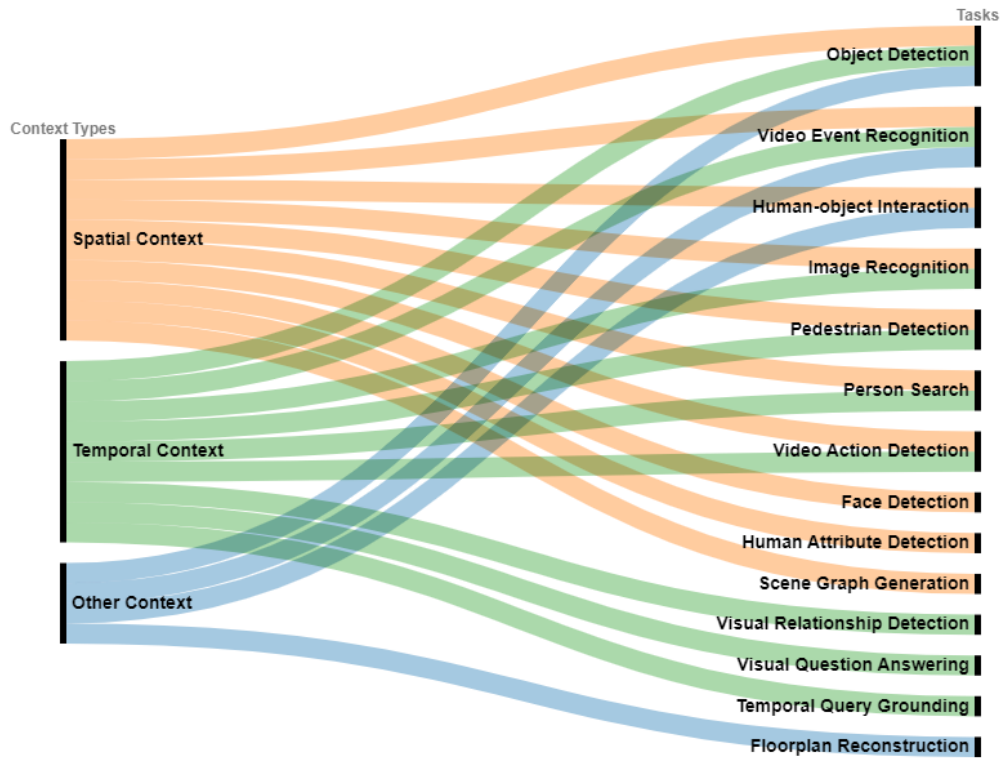 Tasks
Object Detection
Video Event Recognition
Context Types
Human-object Interaction
Spatial Context
Image Recognition
Pedestrian Detection
Person Search
Temporal Context
Video Action Detection
Face Detection
Human Attribute Detection
Scene Graph Generation
Other Context
Visual Relationship Detection
Visual Question Answering
Temporal Query Grounding
Floorplan Reconstruction